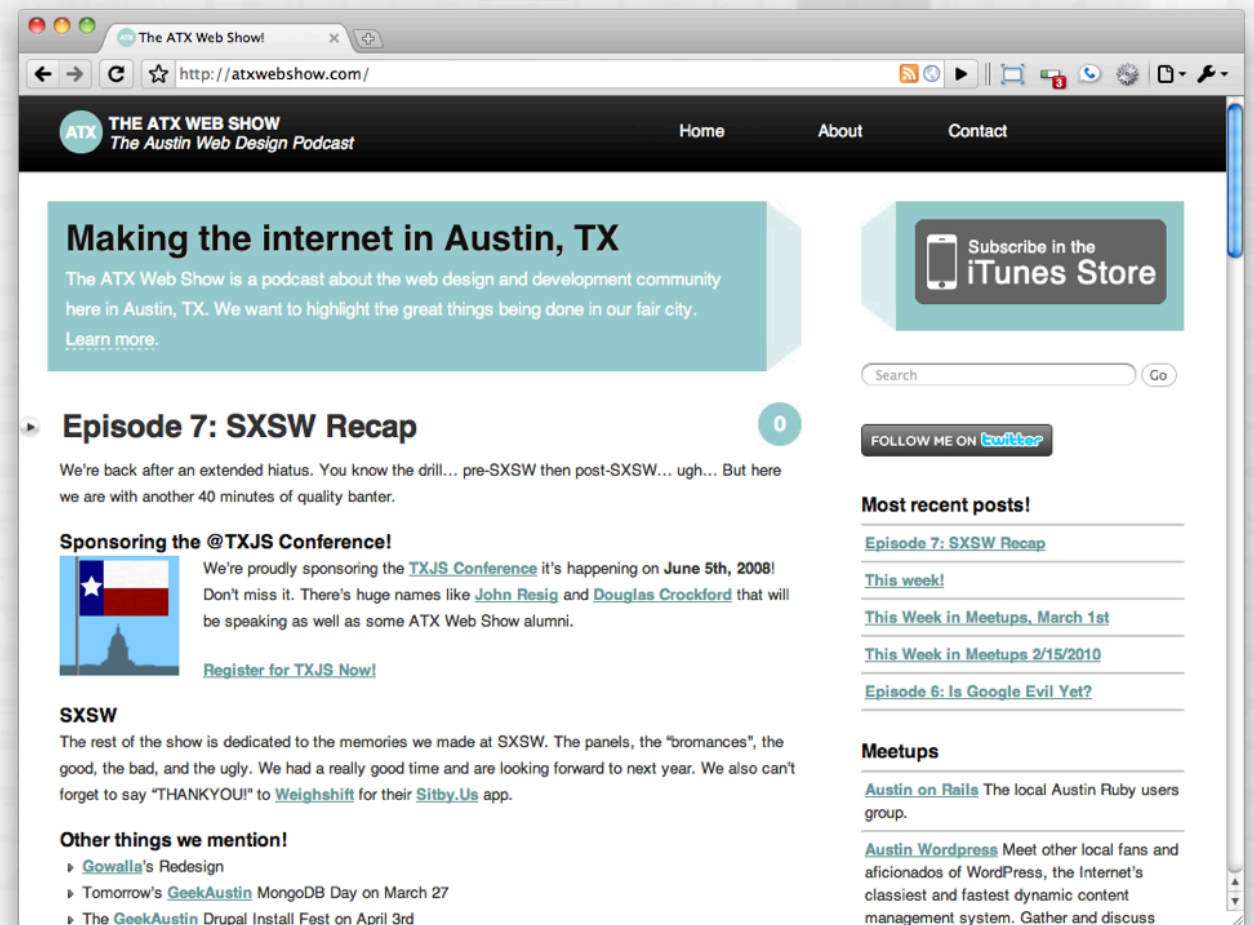 The ATX Web Show!
http://atxwebshow.com/
3
ATX
THE ATX WEB SHOW
The Austin Web Design Podcast
Home
About
Contact
Making the internet in Austin, TX
The ATX Web Show is a podcast about the web design and development community
here in Austin, TX. We want to highlight the great things being done in our fair city.
Learn more.
Episode 7: SXSW Recap
0
We're back after an extended hiatus. You know the drill... pre-SXSW then post-SXSW... ugh... But here
we are with another 40 minutes of quality banter.
Sponsoring the @TXJS Conference!
We're proudly sponsoring the TXJS Conference it's happening on June 5th, 2008!
Don't miss it. There's huge names like John Resig and Douglas Crockford that will
be speaking as well as some ATX Web Show alumni.
Register for TXJS Now!
SXSW
The rest of the show is dedicated to the memories we made at SXSW. The panels, the “bromances”, the
good, the bad, and the ugly. We had a really good time and are looking forward to next year. We also can't
forget to say “THANKYOU!” to Weighshift for their Sitby.Us app.
Other things we mention!
Gowalla's Redesign
Tomorrow's GeekAustin MongoDB Day on March 27
The GeekAustin Drupal Install Fest on April 3rd
Subscribe in the
iTunes Store
Search
Go
FOLLOW ME ON twitter
Most recent posts!
Episode 7: SXSW Recap
This week!
This Week in Meetups, March 1st
This Week in Meetups 2/15/2010
Episode 6: Is Google Evil Yet?
Meetups
Austin on Rails The local Austin Ruby users
group.
Austin Wordpress Meet other local fans and
aficionados of WordPress, the Internet's
classiest and fastest dynamic content
management system. Gather and discuss